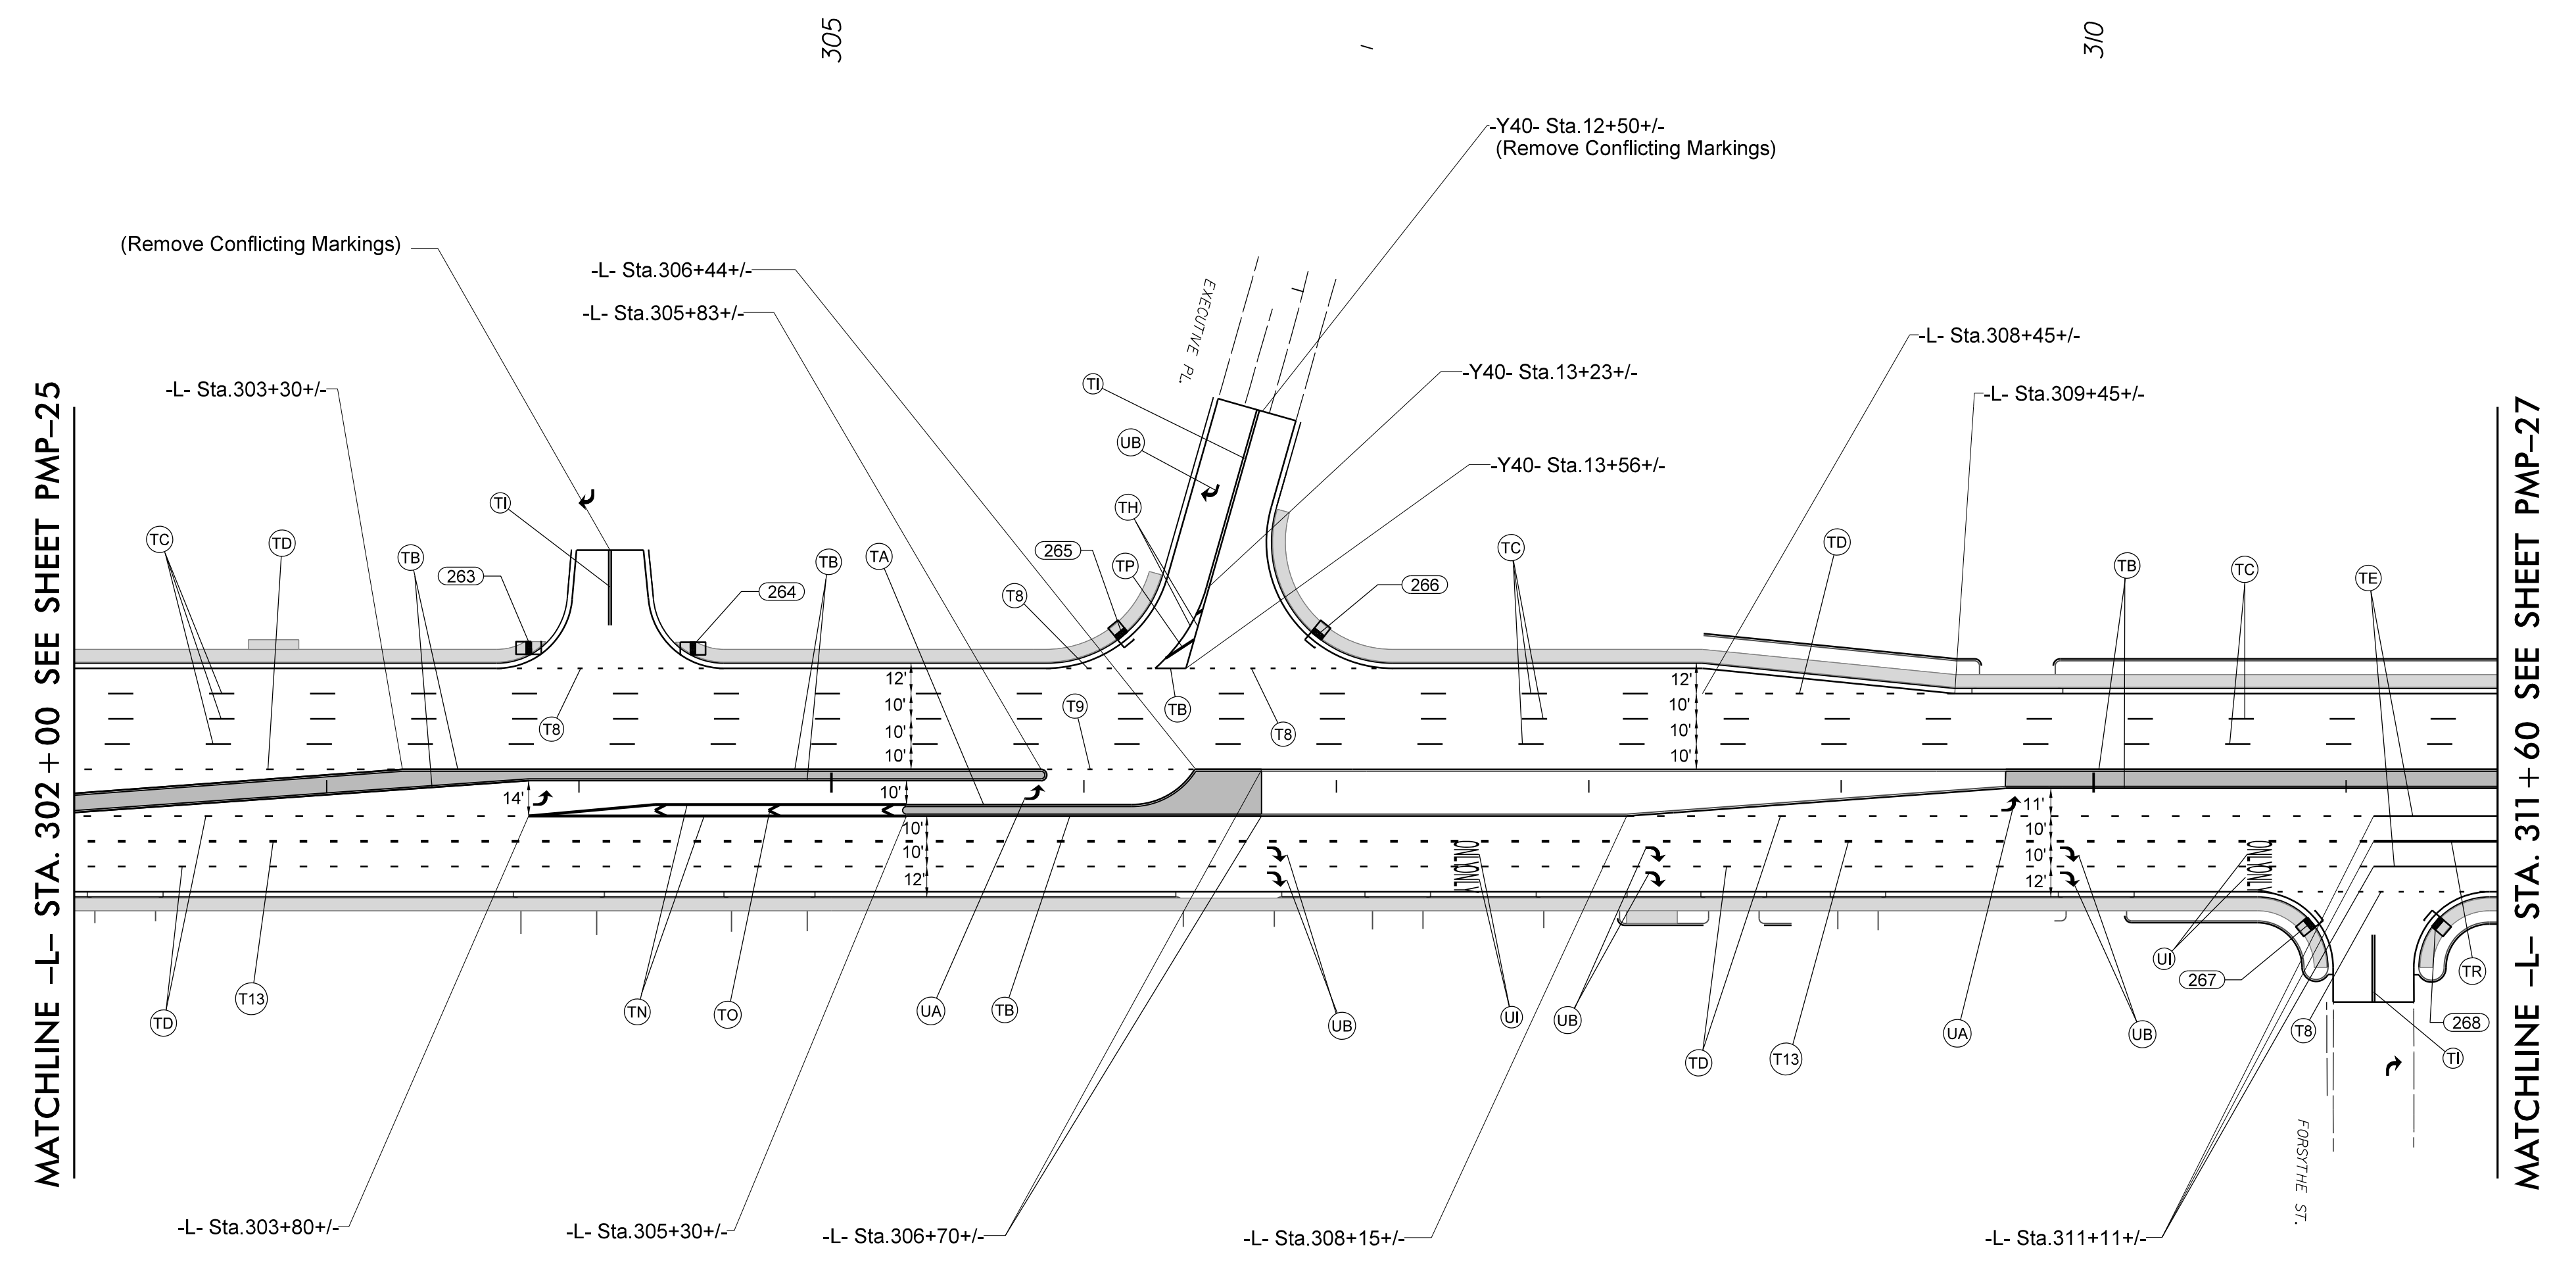 305
310
-Y40- Sta.12+50+/-
(Remove Conflicting Markings)
(Remove Conflicting Markings)
-L- Sta.306+44+/-
-L- Sta.305+83+/-
EXECUTIVE PL.
-L- Sta.308+45+/-
-Y40- Sta.13+23+/-
-L- Sta.303+30+/-
-L- Sta.309+45+/-
TI
UB
-Y40- Sta.13+56+/-
MATCHLINE -L- STA. 302+00 SEE SHEET PMP-25
MATCHLINE -L- STA. 311+60 SEE SHEET PMP-27
TI
TH
TC
TD
TB
263
264
TB
TA
265
TP
T8
266
TC
TD
TB
TC
TE
12'
10'
10'
10'
12'
10'
10'
10'
T8
T9
TB
T8
14'
10'
10'
10'
12'
11'
10'
10'
12'
ONLY
ONLY
ONLY
ONLY
TD
T13
TN
TO
UA
TB
UB
UI
UB
TD
T13
UA
UB
UI
267
T8
268
TR
TI
FORSYTHE ST.
-L- Sta.303+80+/-
-L- Sta.305+30+/-
-L- Sta.306+70+/-
-L- Sta.308+15+/-
-L- Sta.311+11+/-